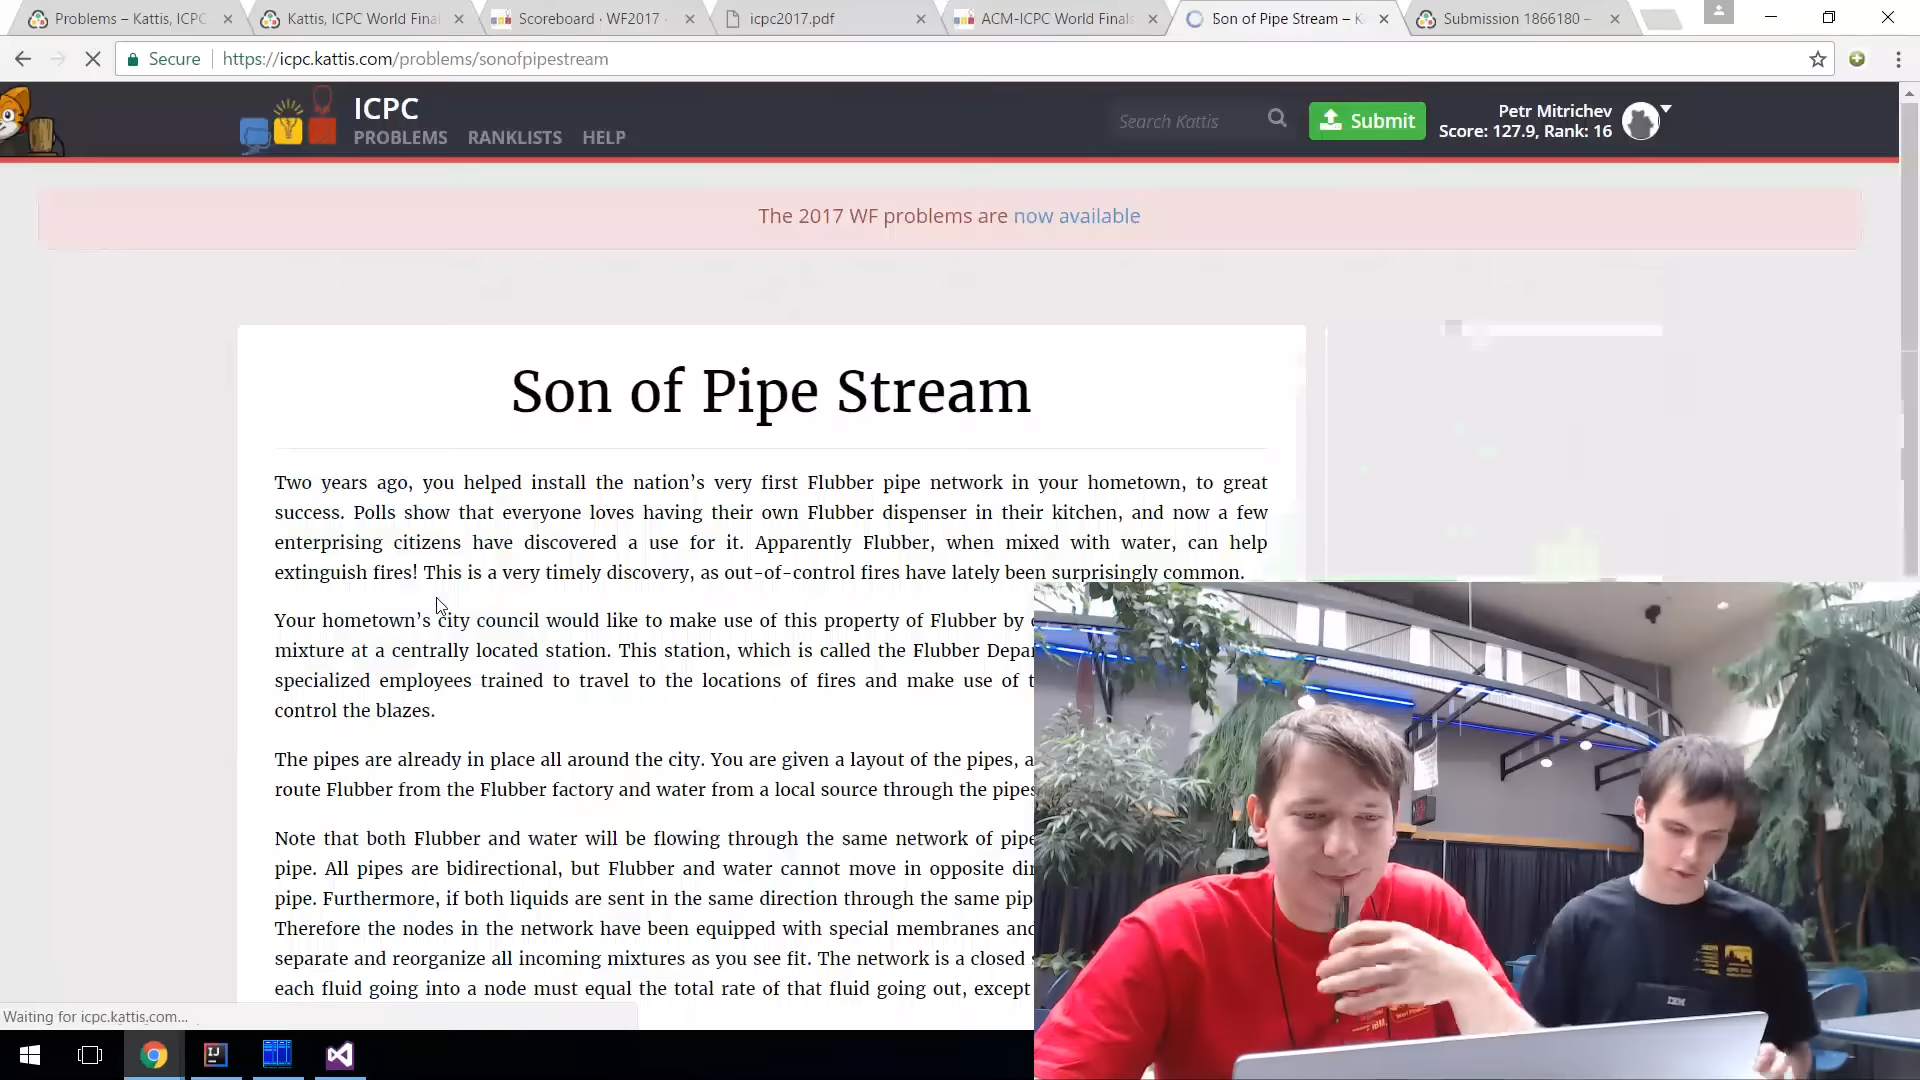 Problems – Kattis, ICPC
Kattis, ICPC World Final
Scoreboard · WF2017
icpc2017.pdf
ACM-ICPC World Finals
Son of Pipe Stream – K
Submission 1866180 –
Secure
https://icpc.kattis.com/problems/sonofpipestream
ICPC
PROBLEMS RANKLISTS HELP
Search Kattis
Submit
Petr Mitrichev
Score: 127.9, Rank: 16
The 2017 WF problems are now available
Son of Pipe Stream
Two years ago, you helped install the nation’s very first Flubber pipe network in your hometown, to great
success. Polls show that everyone loves having their own Flubber dispenser in their kitchen, and now a few
enterprising citizens have discovered a use for it. Apparently Flubber, when mixed with water, can help
extinguish fires! This is a very timely discovery, as out-of-control fires have lately been surprisingly common.
Your hometown’s city council would like to make use of this property of Flubber by
mixture at a centrally located station. This station, which is called the Flubber Depar
specialized employees trained to travel to the locations of fires and make use of t
control the blazes.
The pipes are already in place all around the city. You are given a layout of the pipes, a
route Flubber from the Flubber factory and water from a local source through the pipes
Note that both Flubber and water will be flowing through the same network of pipe
pipe. All pipes are bidirectional, but Flubber and water cannot move in opposite dir
pipe. Furthermore, if both liquids are sent in the same direction through the same pip
Therefore the nodes in the network have been equipped with special membranes and
separate and reorganize all incoming mixtures as you see fit. The network is a closed s
each fluid going into a node must equal the total rate of that fluid going out, except
Waiting for icpc.kattis.com...
IJ
IBM